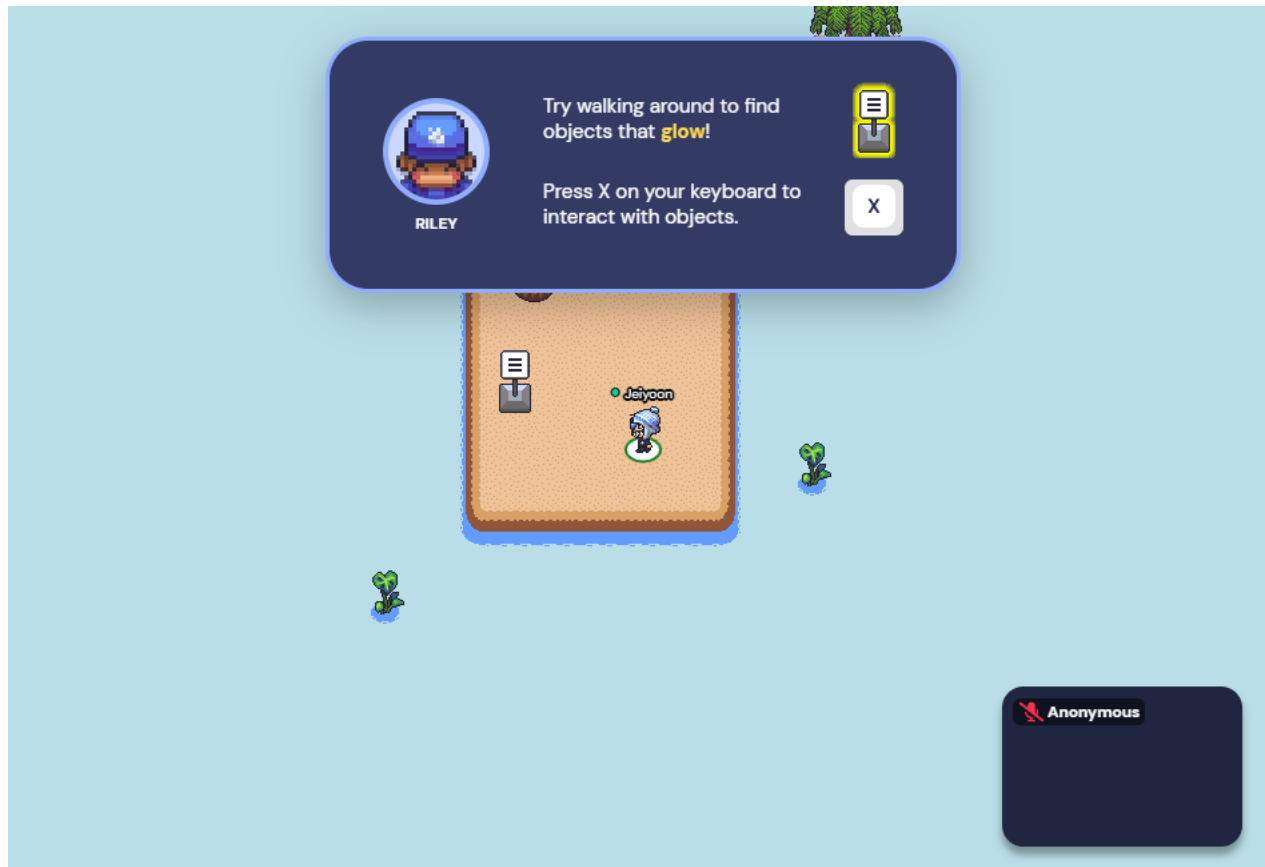 Try walking around to find
objects that glow!
Press X on your keyboard to
interact with objects.
X
RILEY
Jeiyoon
Anonymous